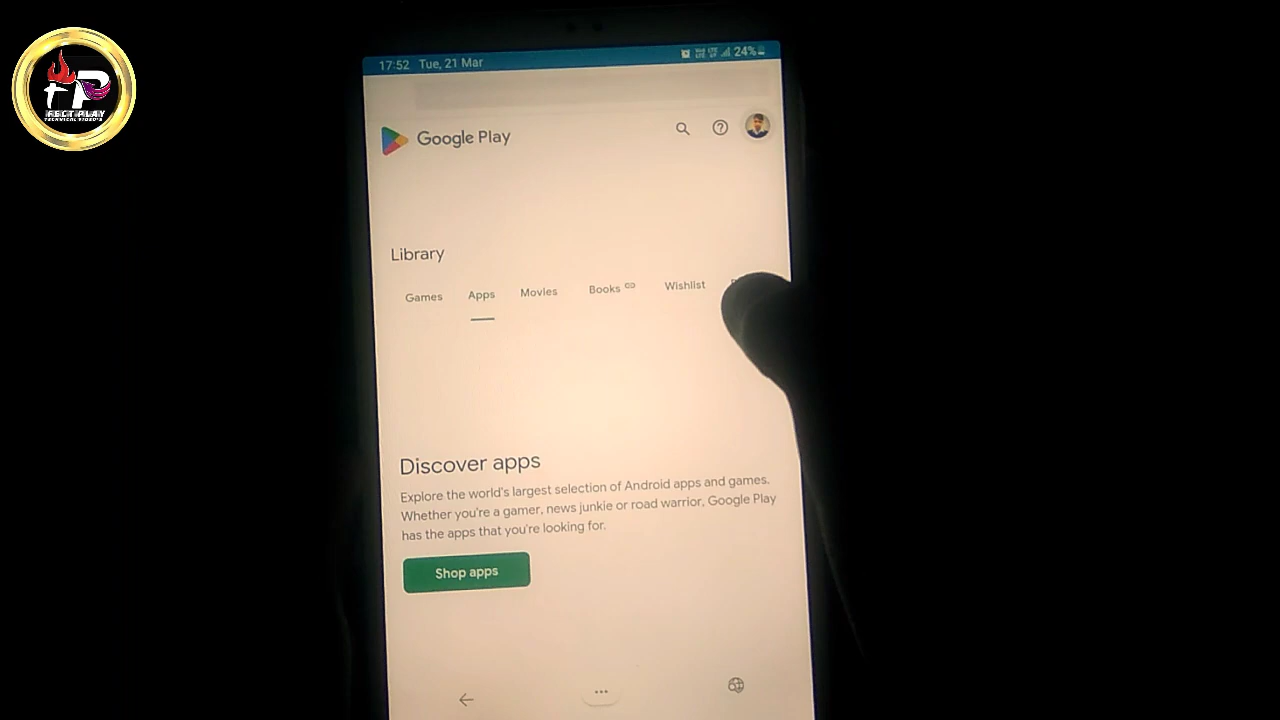 17:52 Tue, 21 Mar
24%
Google Play
Library
Games Apps Movies Books Wishlist
Discover apps
Explore the world's largest selection of Android apps and games.
Whether you're a gamer, news junkie or road warrior, Google Play
has the apps that you're looking for.
Shop apps